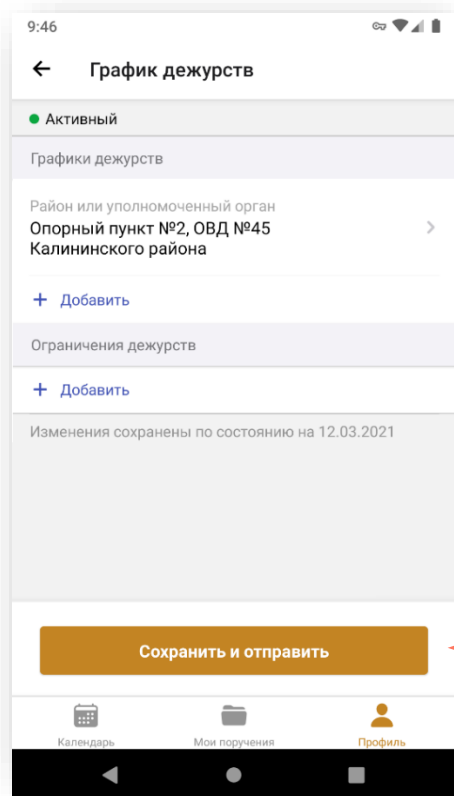 9:46
График дежурств
Активный
Графики дежурств
Район или уполномоченный орган
Опорный пункт №2, ОВД №45
Калининского района
+ Добавить
Ограничения дежурств
+ Добавить
Изменения сохранены по состоянию на 12.03.2021
Сохранить и отправить
Календарь Мои поручения Профиль